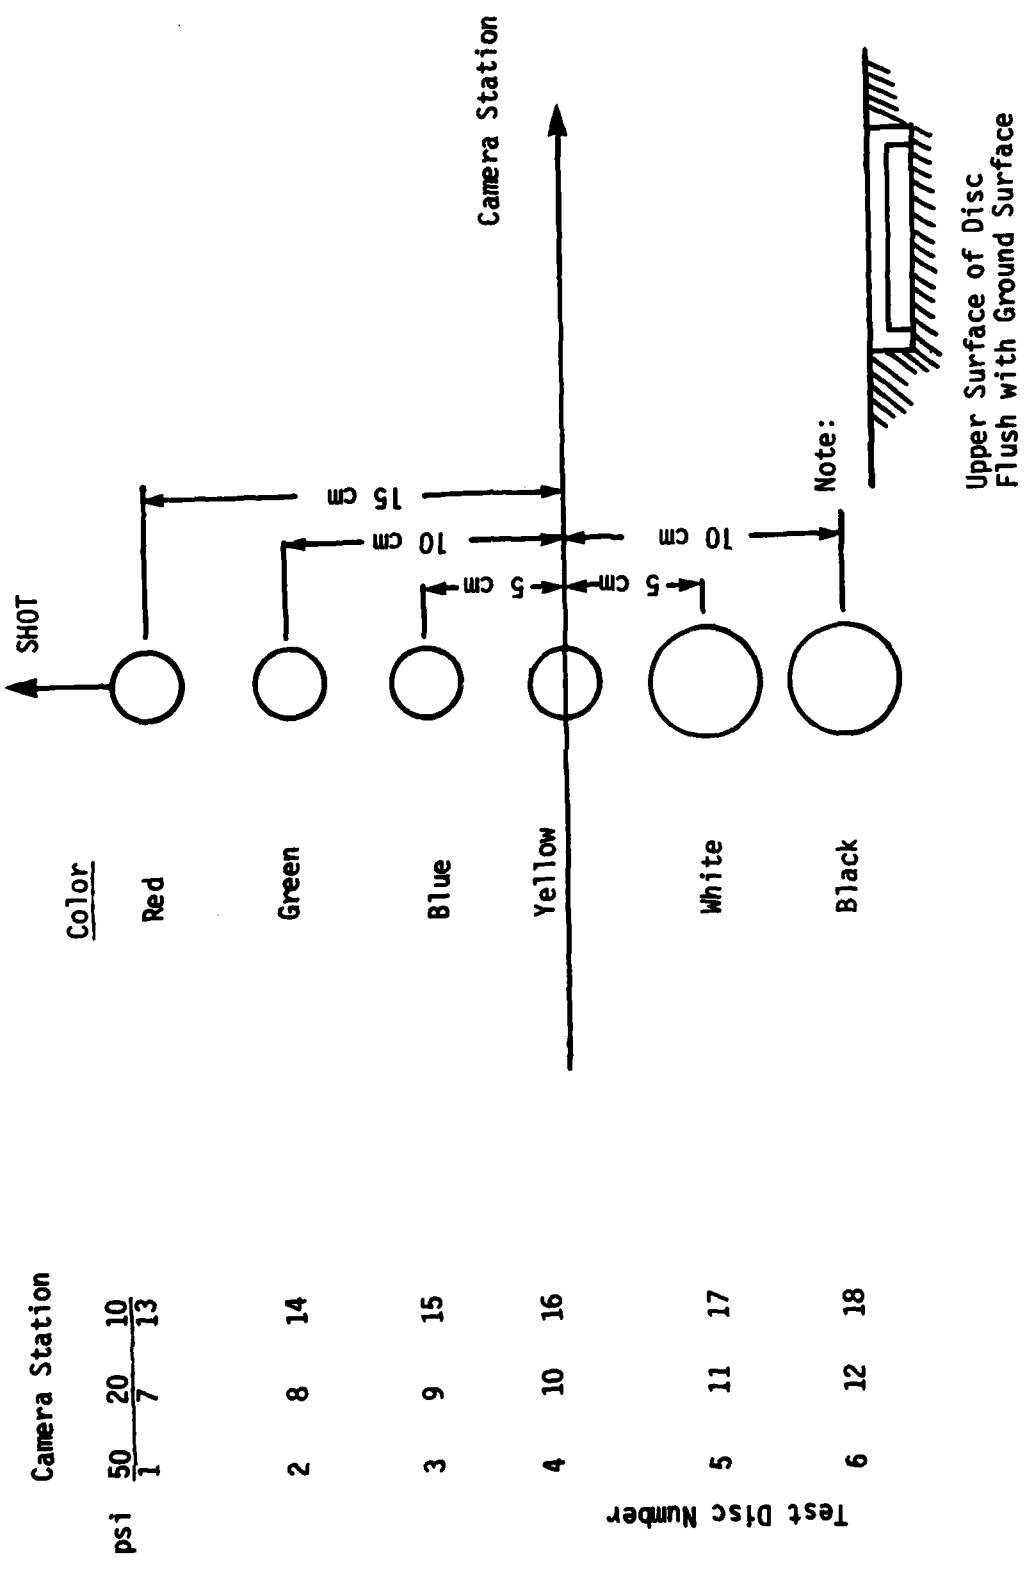 SHOT
Camera Station
Color
psi 50 20 10
1 7 13 Red
2 8 14 Green
3 9 15 Blue
4 10 16 Yellow
5 11 17 White
6 12 18 Black
Test Disc Number
15 cm
10 cm
5 cm
5 cm
10 cm
Camera Station
Note:
Upper Surface of Disc
Flush with Ground Surface